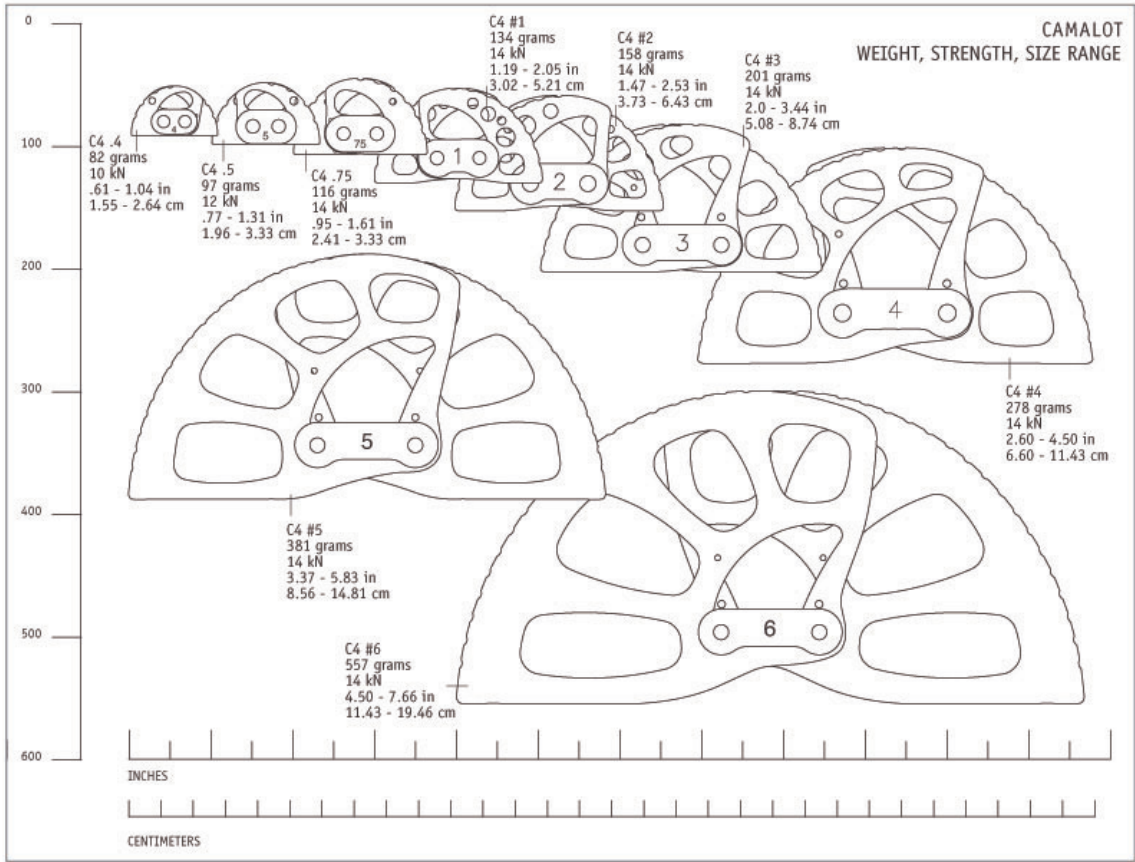 CAMALOT
WEIGHT, STRENGTH, SIZE RANGE
0
100
200
300
400
500
600
C4 .4
82 grams
10 kN
.61 - 1.04 in
1.55 - 2.64 cm
C4 .5
97 grams
12 kN
.77 - 1.31 in
1.96 - 3.33 cm
C4 .75
116 grams
14 kN
.95 - 1.61 in
2.41 - 3.33 cm
C4 #1
134 grams
14 kN
1.19 - 2.05 in
3.02 - 5.21 cm
C4 #2
158 grams
14 kN
1.47 - 2.53 in
3.73 - 6.43 cm
C4 #3
201 grams
14 kN
2.0 - 3.44 in
5.08 - 8.74 cm
4
5
75
1
2
3
4
C4 #4
278 grams
14 kN
2.60 - 4.50 in
6.60 - 11.43 cm
5
C4 #5
381 grams
14 kN
3.37 - 5.83 in
8.56 - 14.81 cm
6
C4 #6
557 grams
14 kN
4.50 - 7.66 in
11.43 - 19.46 cm
INCHES
CENTIMETERS